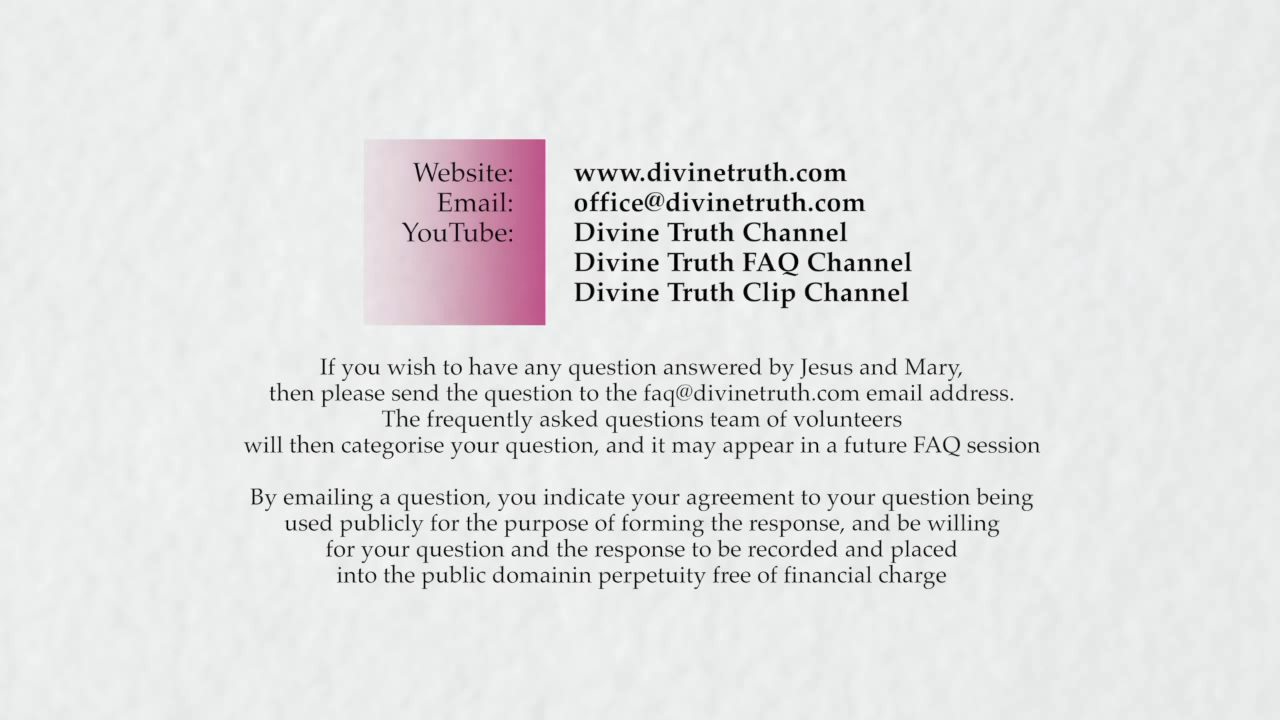 Website: www.divinetruth.com
Email: office@divinetruth.com
YouTube: Divine Truth Channel
Divine Truth FAQ Channel
Divine Truth Clip Channel
If you wish to have any question answered by Jesus and Mary,
then please send the question to the faq@divinetruth.com email address.
The frequently asked questions team of volunteers
will then categorise your question, and it may appear in a future FAQ session
By emailing a question, you indicate your agreement to your question being
used publicly for the purpose of forming the response, and be willing
for your question and the response to be recorded and placed
into the public domainin perpetuity free of financial charge